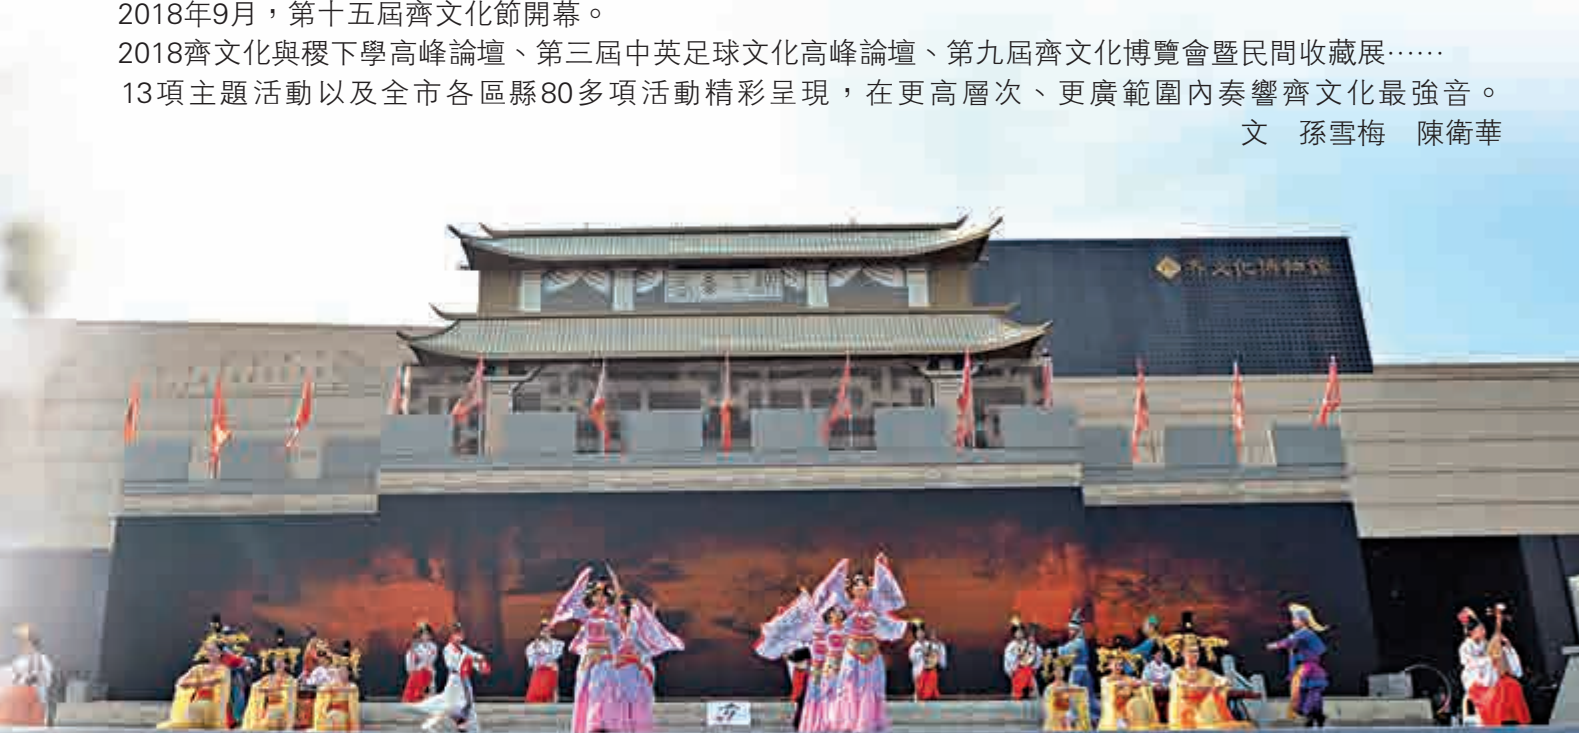 2018年9月，第十五屆齊文化節開幕。
2018齊文化與稷下學高峰論壇、第三屆中英足球文化高峰論壇、第九屆齊文化博覽會暨民間收藏展……
13項主題活動以及全市各區縣80多項活動精彩呈現，在更高層次、更廣範圍內奏響齊文化最強音。
文　孫雪梅　陳衛華
齐文化博物馆